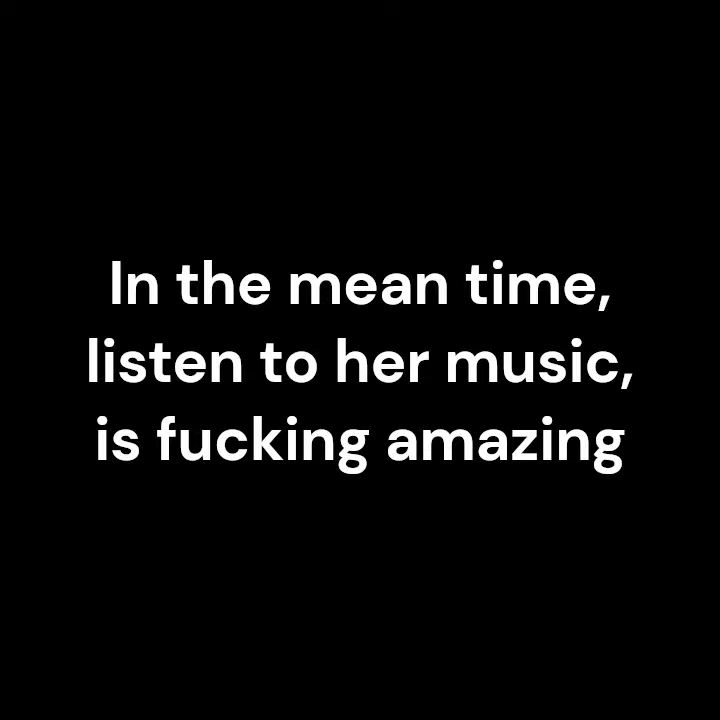 In the mean time,
listen to her music,
is fucking amazing